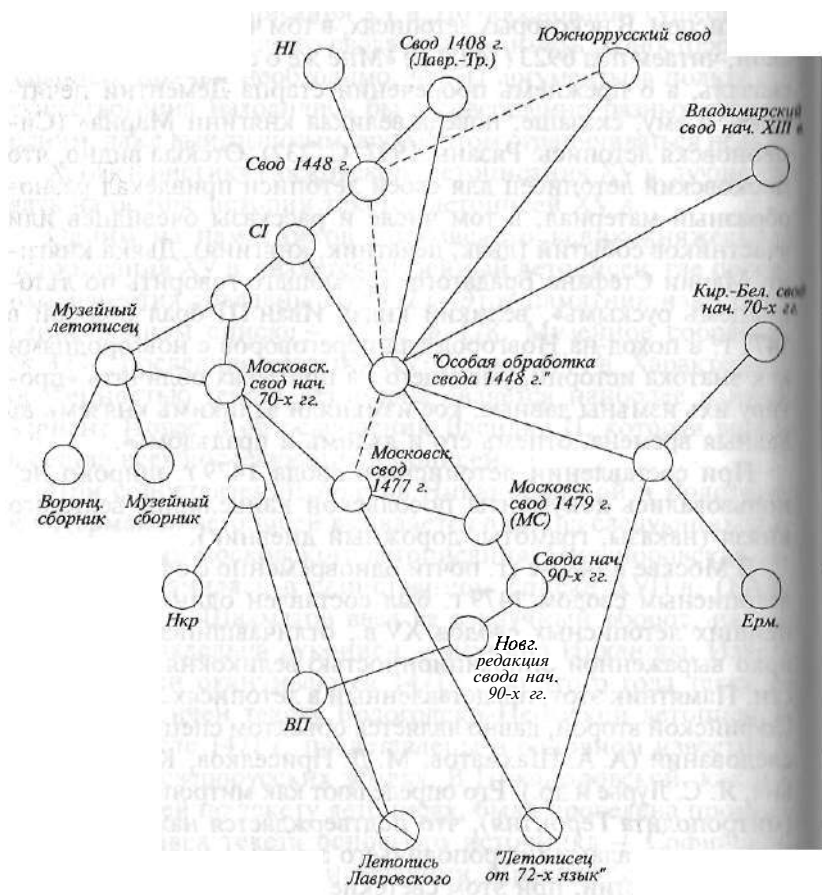 НI
Свод 1408 г.
(Лавр.-Тр.)
Южноррусский свод
Владимирский
свод нач. XIII в.
Свод 1448 г.
СI
Музейный
летописец
Кир.-Бел. свод
нач. 70-х гг.
Московск.
свод нач.
70-х гг.
"Особая обработка
свода 1448 г."
Московск.
свод
1477 г.
Воронц.
сборник
Музейный
сборник
Московск.
свод 1479 г.
(МС)
Свода нач.
90-х гг.
Нкр
Ерм.
Новг.
редакция
свода нач.
90-х гг.
ВП
Летопись
Лавровского
"Летописец
от 72-х язык"